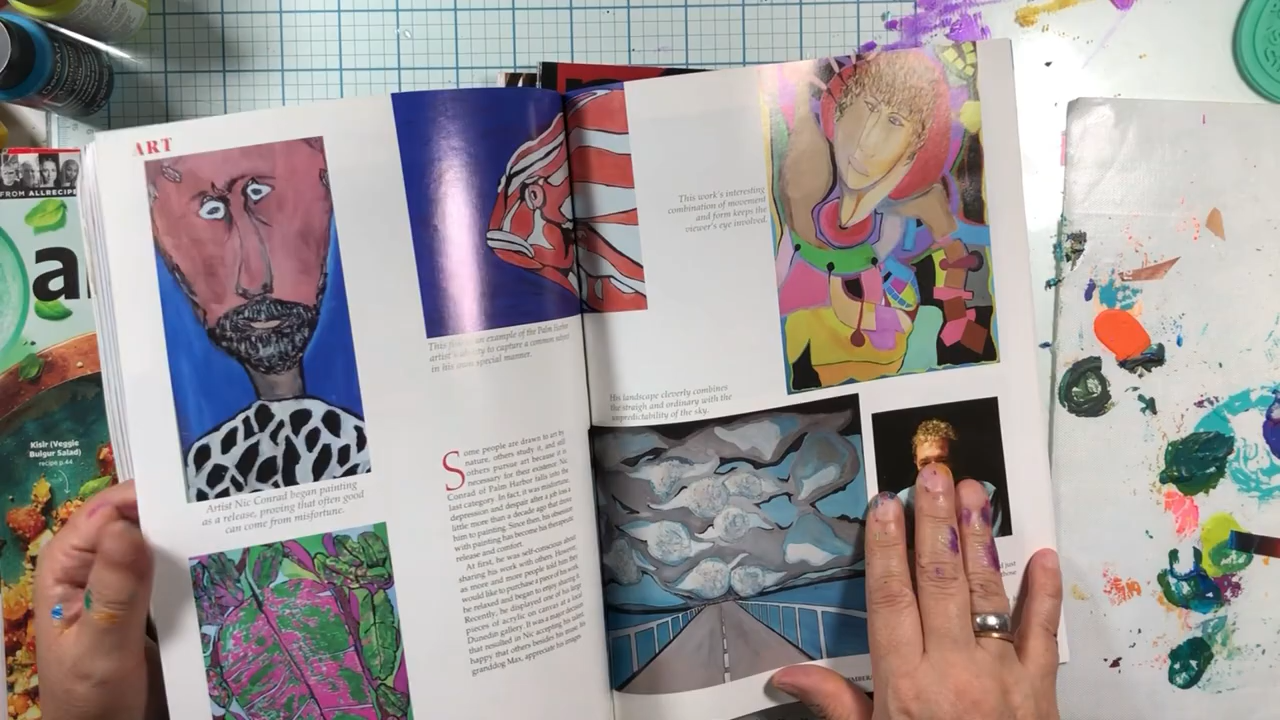 ART
Artist Nic Conrad began painting
as a release, proving that often good
can come from misfortune.
This an example of the Palm Harbor
artist's ability to capture a common subject
in his own special manner.
Some people are drawn to art by
nature, others study it, and still
others pursue art because it is
necessary for their existence. Nic
Conrad of Palm Harbor falls into the
last category. In fact, it was misfortune,
depression, and despair after a job loss a
little more than a decade ago that
him to painting. Since then, his obsession
with painting has become his therapeutic
release and comfort.
At first, he was self-conscious about
sharing his work with others. However,
as more and more people told him they
would like to purchase a piece of his work,
he relaxed and began to enjoy sharing it.
Recently, he displayed one of his
pieces of acrylic on canvas at a local
Dunedin gallery. It was a major decision
that resulted in Nic accepting his
happy, that others besides his muse, his
granddog Max, appreciate his images.
This work's interesting
combination of movement
and form keeps the
viewer's eye involved.
His landscape cleverly combines
the straigh and ordinary with the
unpredictability of the sky.
just
FROM ALLRECIPE
a
Kisir (Veggie
Bulgur Salad)
recipe p.44